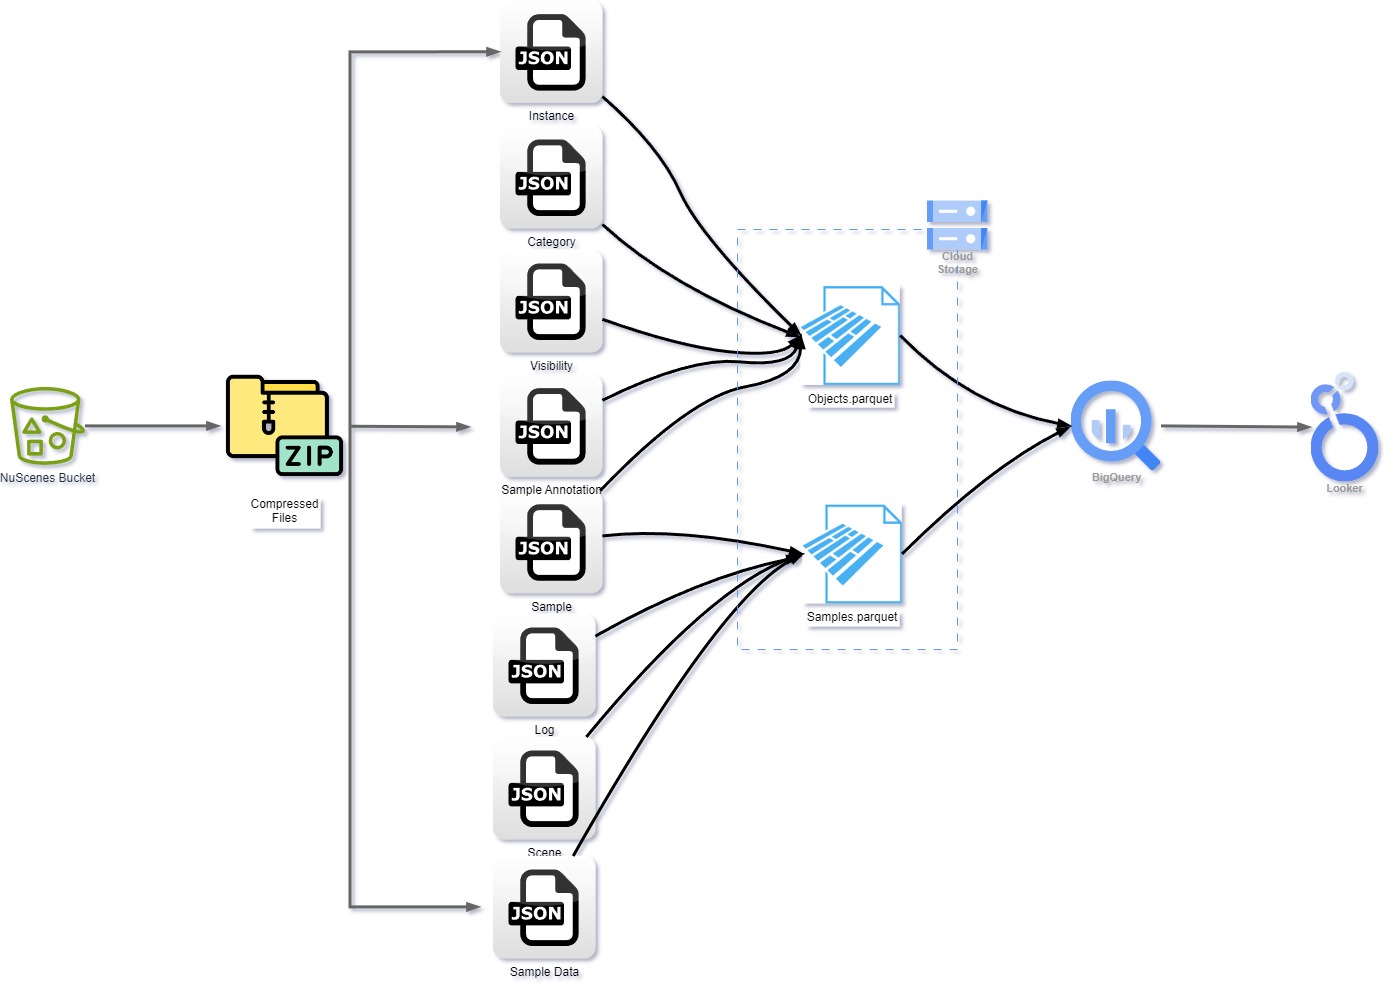 JSON
Instance
JSON
Category
JSON
Visibility
JSON
Sample Annotation
JSON
Sample
JSON
Log
JSON
Scene
JSON
Sample Data
NuScenes Bucket
ZIP
Compressed
Files
Cloud
Storage
Objects.parquet
Samples.parquet
BigQuery
Looker